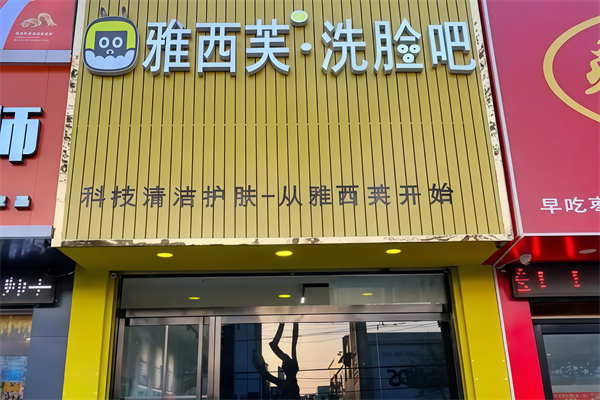 雅西芙·洗脸吧
科技清洁护肤-从雅西芙开始
师
早吃枣